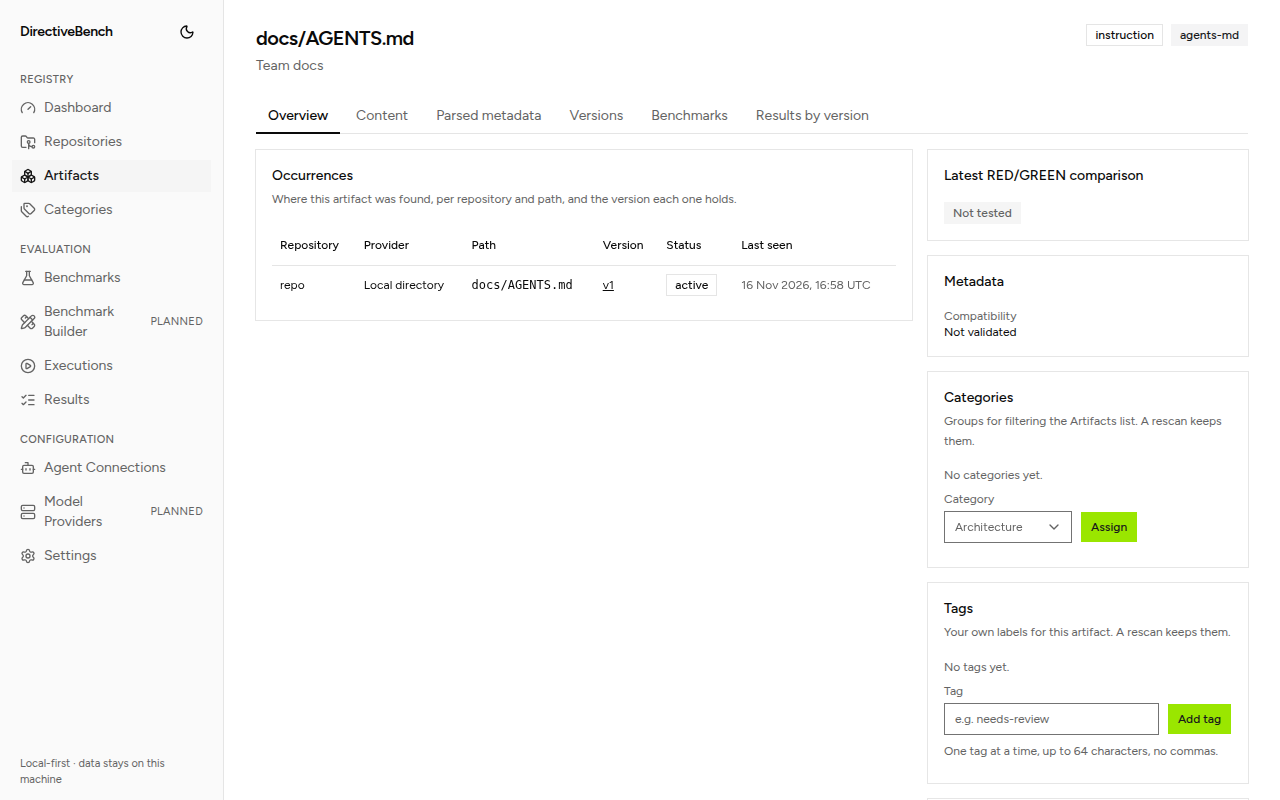 DirectiveBench
REGISTRY
Dashboard
Repositories
Artifacts
Categories
EVALUATION
Benchmarks
Benchmark
Builder
PLANNED
Executions
Results
CONFIGURATION
Agent Connections
Model
Providers
PLANNED
Settings
Local-first · data stays on this
machine
docs/AGENTS.md
Team docs
instruction agents-md
Overview Content Parsed metadata Versions Benchmarks Results by version
Occurrences
Where this artifact was found, per repository and path, and the version each one holds.
Repository Provider Path Version Status Last seen
repo Local directory docs/AGENTS.md v1 active 16 Nov 2026, 16:58 UTC
Latest RED/GREEN comparison
Not tested
Metadata
Compatibility
Not validated
Categories
Groups for filtering the Artifacts list. A rescan keeps
them.
No categories yet.
Category
Architecture Assign
Tags
Your own labels for this artifact. A rescan keeps them.
No tags yet.
Tag
e.g. needs-review Add tag
One tag at a time, up to 64 characters, no commas.